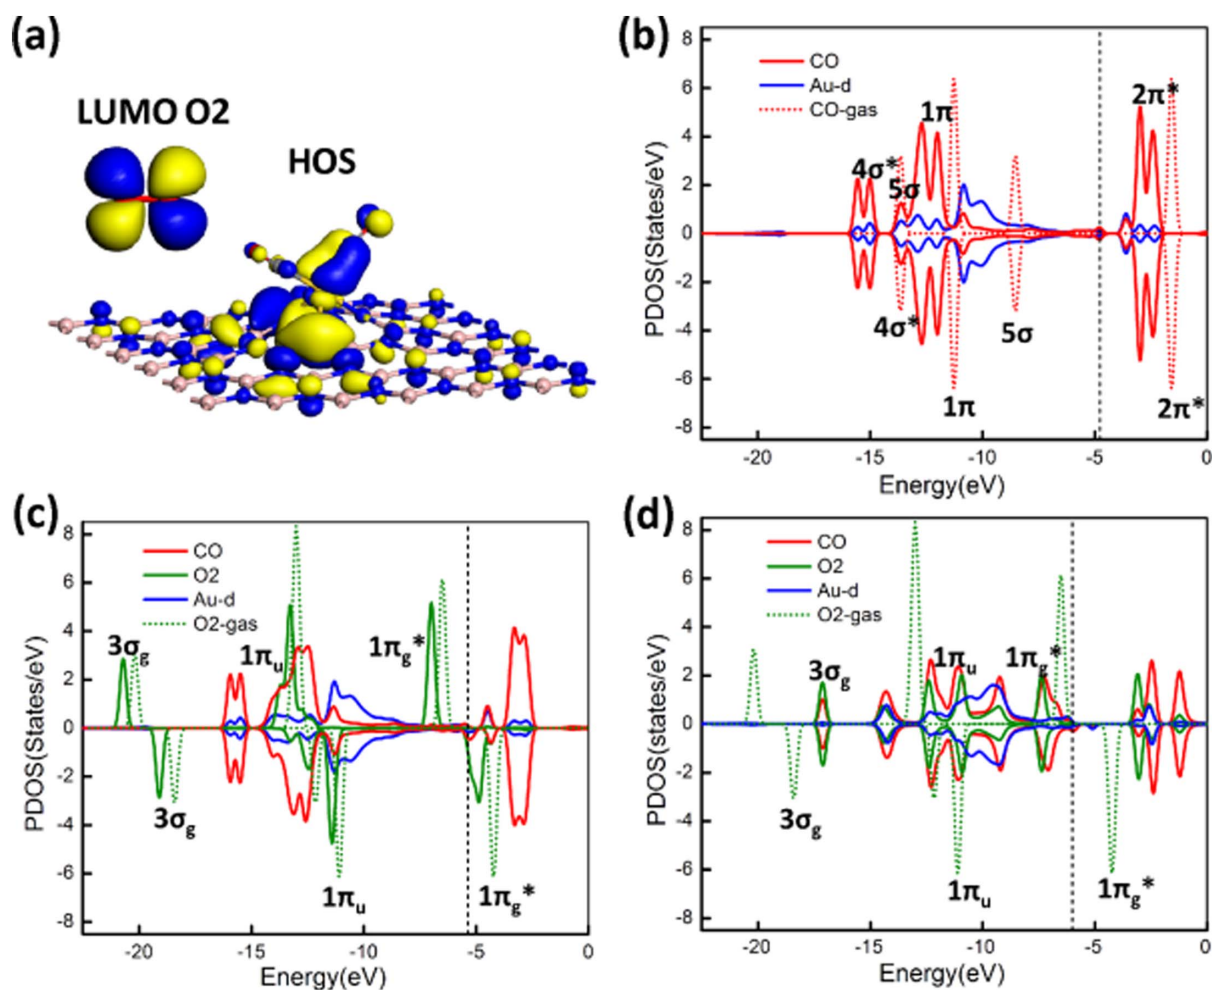 (a)
LUMO O2
HOS
(b)
CO
Au-d
CO-gas
4σ*
5σ
1π
2π*
4σ*
1π
5σ
2π*
PDOS(States/eV)
8
6
4
2
0
-2
-4
-6
-8
-20
-15
-10
-5
0
Energy(eV)
(c)
CO
O2
Au-d
O2-gas
3σg
1πu
1πg*
3σg
1πu
1πg*
PDOS(States/eV)
8
6
4
2
0
-2
-4
-6
-8
-20
-15
-10
-5
0
Energy(eV)
(d)
CO
O2
Au-d
O2-gas
3σg
1πu
1πg*
3σg
1πu
1πg*
PDOS(states/eV)
8
6
4
2
0
-2
-4
-6
-8
-20
-15
-10
-5
0
Energy(eV)